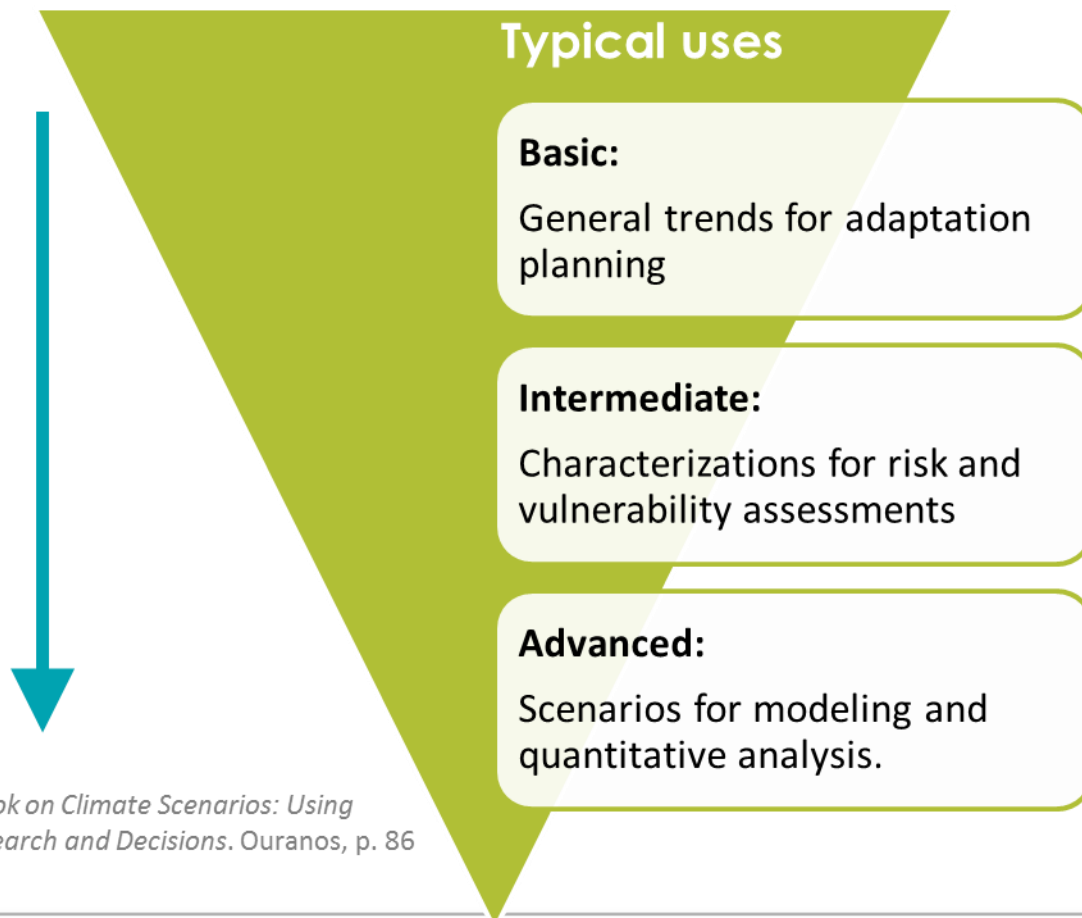 Typical uses
Basic:
General trends for adaptation
planning
Intermediate:
Characterizations for risk and
vulnerability assessments
Advanced:
Scenarios for modeling and
quantitative analysis.
on Climate Scenarios: Using
and Decisions. Ouranos, p. 86